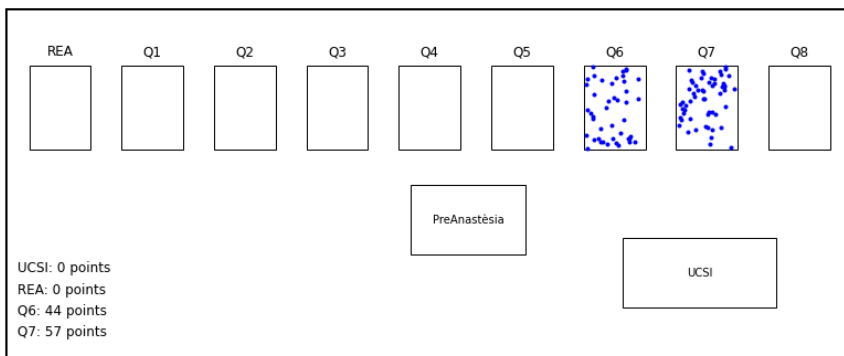 REA Q1 Q2 Q3 Q4 Q5 Q6 Q7 Q8
PreAnastèsia
UCSI
UCSI: 0 points
REA: 0 points
Q6: 44 points
Q7: 57 points